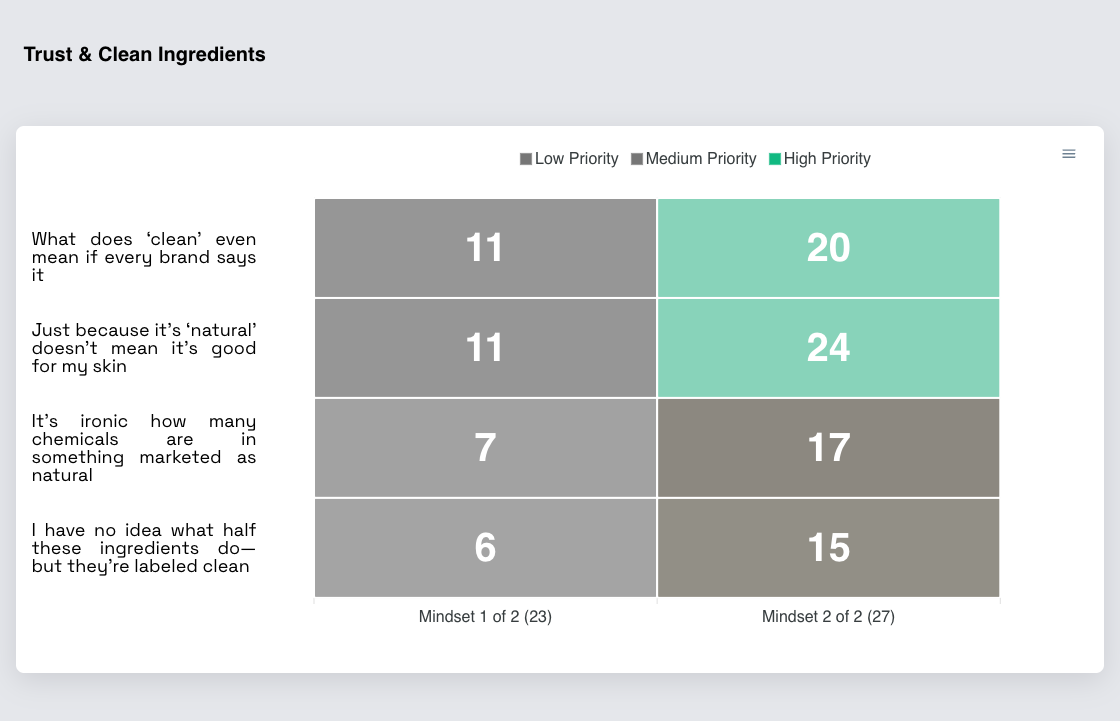 Trust & Clean Ingredients
Low Priority Medium Priority High Priority
What does ‘clean’ even
mean if every brand says
it
11 20
Just because it’s ‘natural’
doesn’t mean it’s good
for my skin
11 24
It’s ironic how many
chemicals are in
something marketed as
natural
7 17
I have no idea what half
these ingredients do—
but they’re labeled clean
6 15
Mindset 1 of 2 (23) Mindset 2 of 2 (27)